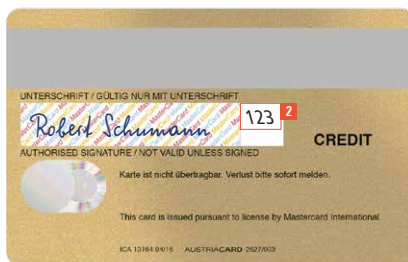 UNTERSCHRIFT / GÜLTIG NUR MIT UNTERSCHRIFT
Robert Schumann 123 2
CREDIT
AUTHORISED SIGNATURE / NOT VALID UNLESS SIGNED
Karte ist nicht übertragbar. Verlust bitte sofort melden.
This card is issued pursuant to license by Mastercard International.
ICA 13164 04/16 AUSTRIACARD 2627/003